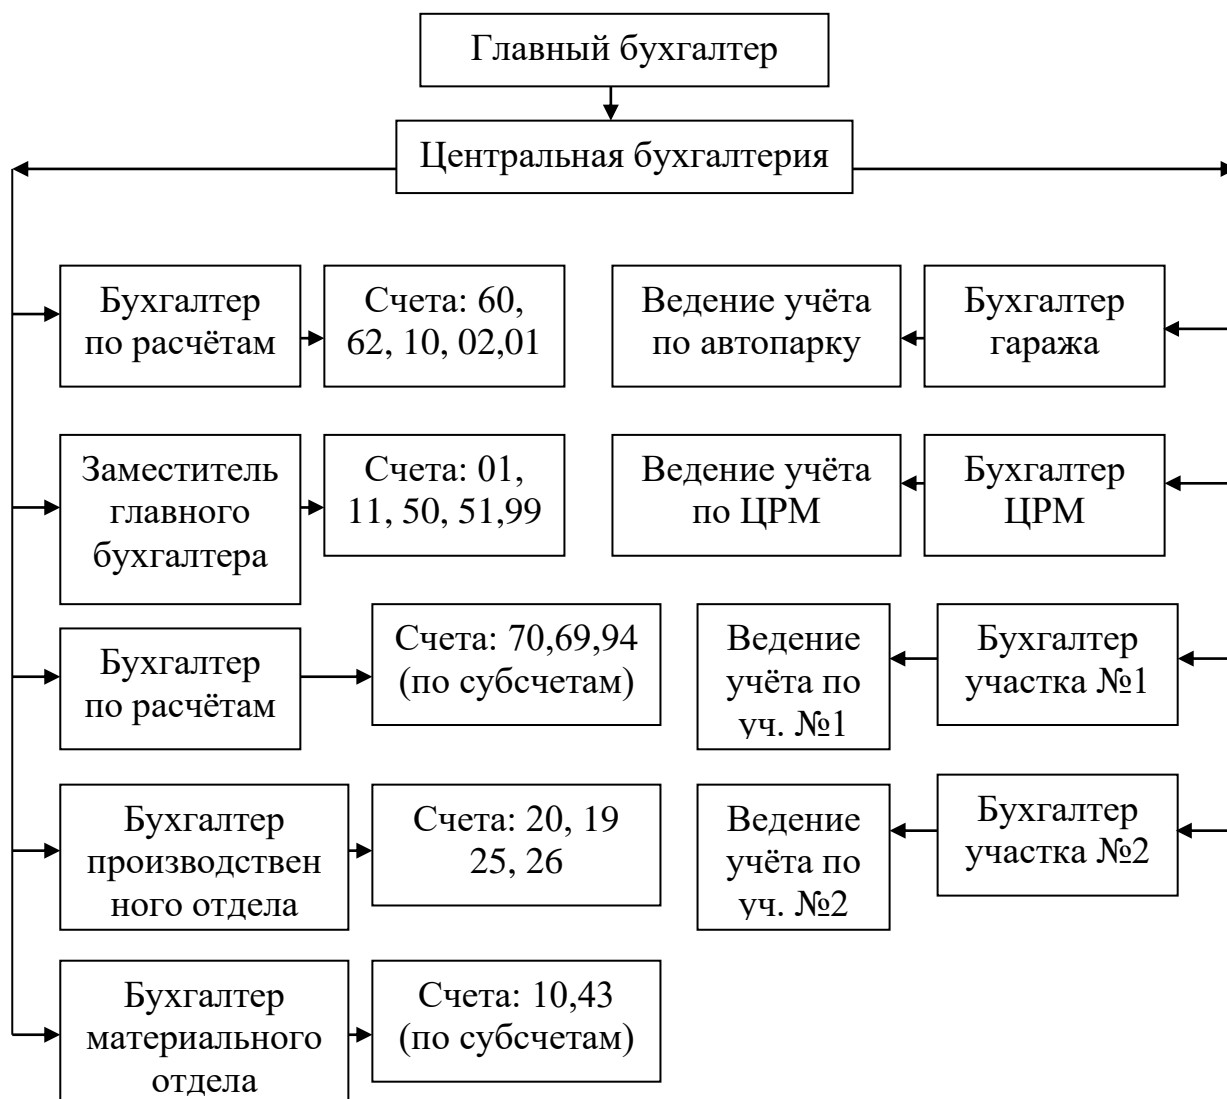 Главный бухгалтер
Центральная бухгалтерия
Бухгалтер
по расчётам
Счета: 60,
62, 10, 02,01
Ведение учёта
по автопарку
Бухгалтер
гаража
Заместитель
главного
бухгалтера
Счета: 01,
11, 50, 51,99
Ведение учёта
по ЦРМ
Бухгалтер
ЦРМ
Бухгалтер
по расчётам
Счета: 70,69,94
(по субсчетам)
Ведение
учёта по
уч. №1
Бухгалтер
участка №1
Бухгалтер
производствен
ного отдела
Счета: 20, 19
25, 26
Ведение
учёта по
уч. №2
Бухгалтер
участка №2
Бухгалтер
материального
отдела
Счета: 10,43
(по субсчетам)